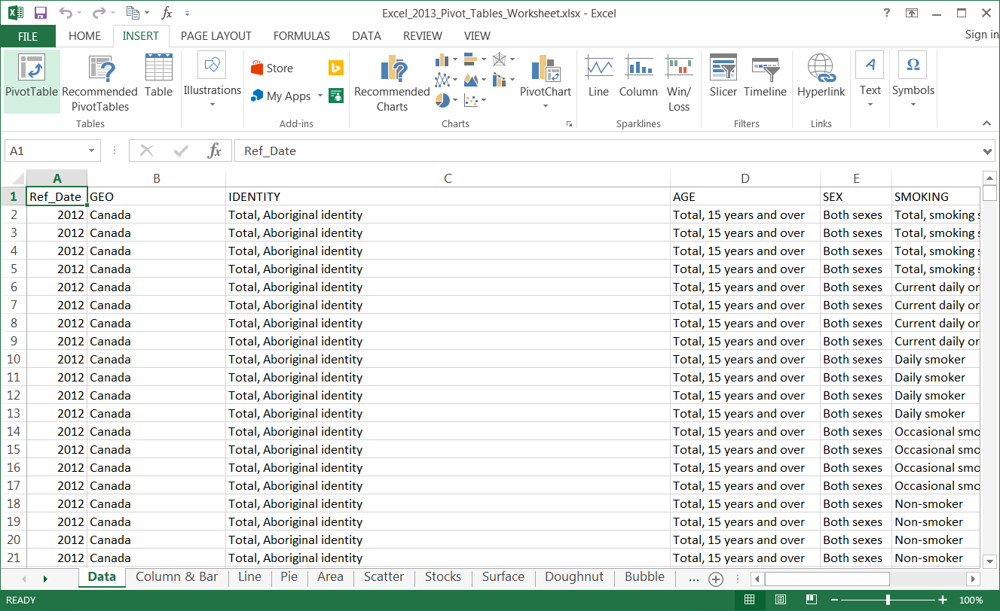 Excel_2013_Pivot_Tables_Worksheet.xlsx - Excel
FILE HOME INSERT PAGE LAYOUT FORMULAS DATA REVIEW VIEW Sign in
PivotTable Recommended PivotTables Table Illustrations Store My Apps Recommended Charts PivotChart Line Column Win/Loss Slicer Timeline Hyperlink Text Symbols
Tables Add-ins Charts Sparklines Filters Links
A1 fx Ref_Date
A B C D E
1 Ref_Date GEO IDENTITY AGE SEX SMOKING
2 2012 Canada Total, Aboriginal identity Total, 15 years and over Both sexes Total, smoking s
3 2012 Canada Total, Aboriginal identity Total, 15 years and over Both sexes Total, smoking s
4 2012 Canada Total, Aboriginal identity Total, 15 years and over Both sexes Total, smoking s
5 2012 Canada Total, Aboriginal identity Total, 15 years and over Both sexes Total, smoking s
6 2012 Canada Total, Aboriginal identity Total, 15 years and over Both sexes Current daily or
7 2012 Canada Total, Aboriginal identity Total, 15 years and over Both sexes Current daily or
8 2012 Canada Total, Aboriginal identity Total, 15 years and over Both sexes Current daily or
9 2012 Canada Total, Aboriginal identity Total, 15 years and over Both sexes Current daily or
10 2012 Canada Total, Aboriginal identity Total, 15 years and over Both sexes Daily smoker
11 2012 Canada Total, Aboriginal identity Total, 15 years and over Both sexes Daily smoker
12 2012 Canada Total, Aboriginal identity Total, 15 years and over Both sexes Daily smoker
13 2012 Canada Total, Aboriginal identity Total, 15 years and over Both sexes Daily smoker
14 2012 Canada Total, Aboriginal identity Total, 15 years and over Both sexes Occasional smo
15 2012 Canada Total, Aboriginal identity Total, 15 years and over Both sexes Occasional smo
16 2012 Canada Total, Aboriginal identity Total, 15 years and over Both sexes Occasional smo
17 2012 Canada Total, Aboriginal identity Total, 15 years and over Both sexes Occasional smo
18 2012 Canada Total, Aboriginal identity Total, 15 years and over Both sexes Non-smoker
19 2012 Canada Total, Aboriginal identity Total, 15 years and over Both sexes Non-smoker
20 2012 Canada Total, Aboriginal identity Total, 15 years and over Both sexes Non-smoker
21 2012 Canada Total, Aboriginal identity Total, 15 years and over Both sexes Non-smoker
Data Column & Bar Line Pie Area Scatter Stocks Surface Doughnut Bubble ...
READY 100%